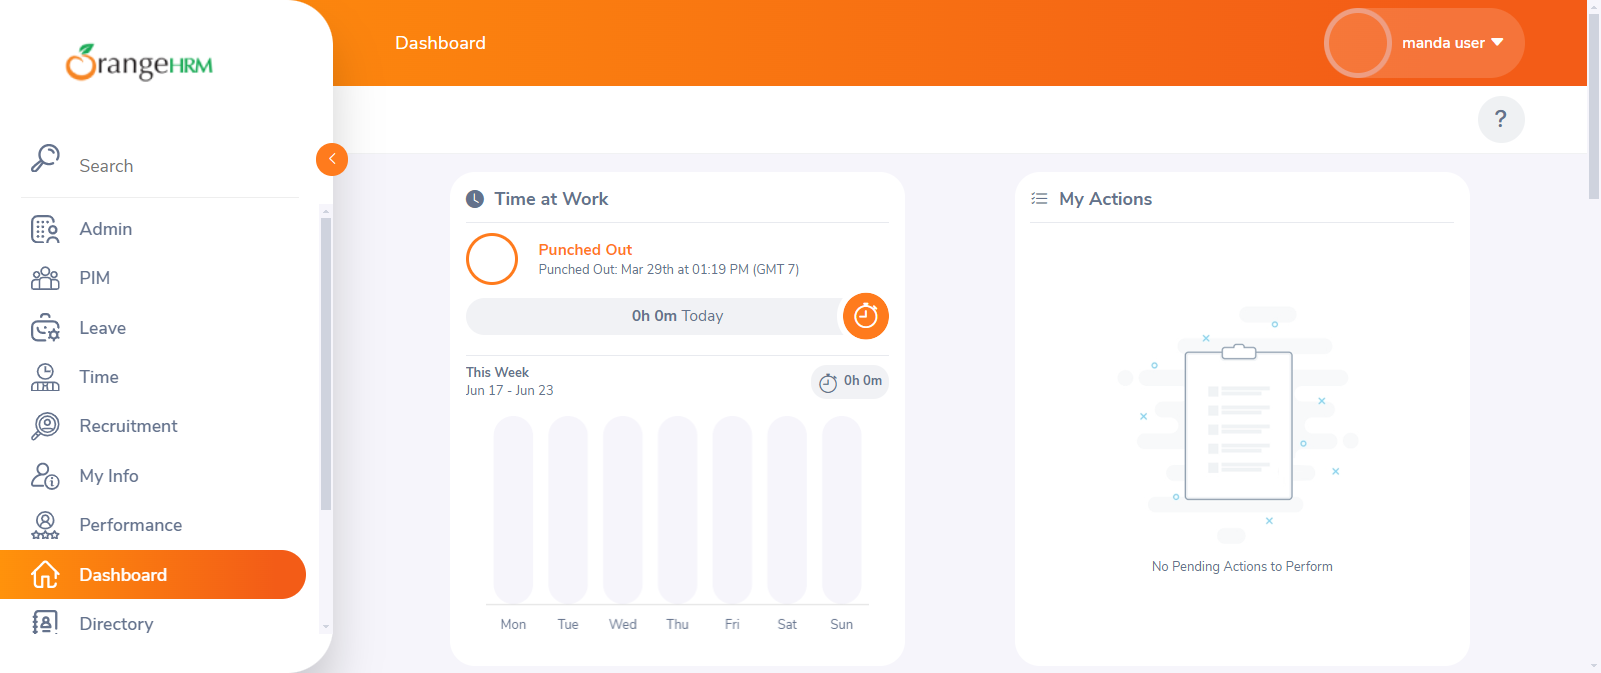 OrangeHRM
Dashboard
manda user
?
Search
Admin
PIM
Leave
Time
Recruitment
My Info
Performance
Dashboard
Directory
Time at Work
Punched Out
Punched Out: Mar 29th at 01:19 PM (GMT 7)
0h 0m Today
This Week
Jun 17 - Jun 23
0h 0m
Mon Tue Wed Thu Fri Sat Sun
My Actions
No Pending Actions to Perform